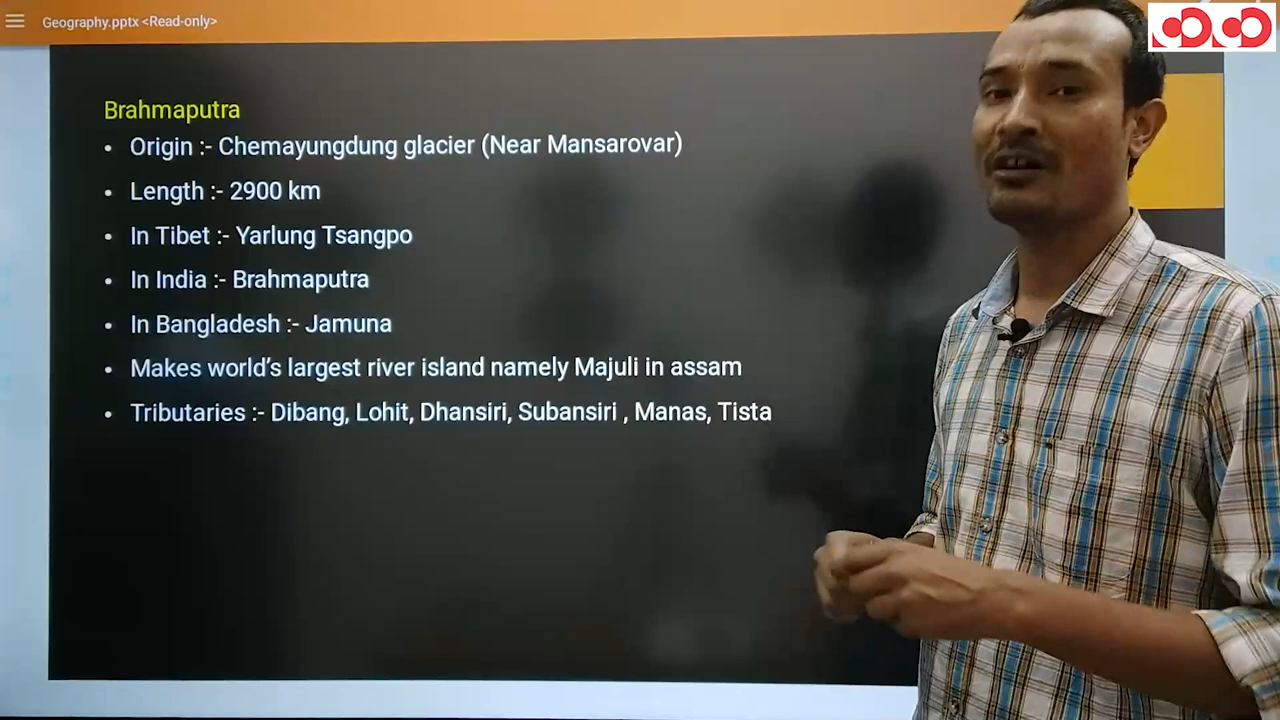 Geography.pptx <Read-only>
Brahmaputra
• Origin :- Chemayungdung glacier (Near Mansarovar)
• Length :- 2900 km
• In Tibet :- Yarlung Tsangpo
• In India :- Brahmaputra
• In Bangladesh :- Jamuna
• Makes world's largest river island namely Majuli in assam
• Tributaries :- Dibang, Lohit, Dhansiri, Subansiri , Manas, Tista